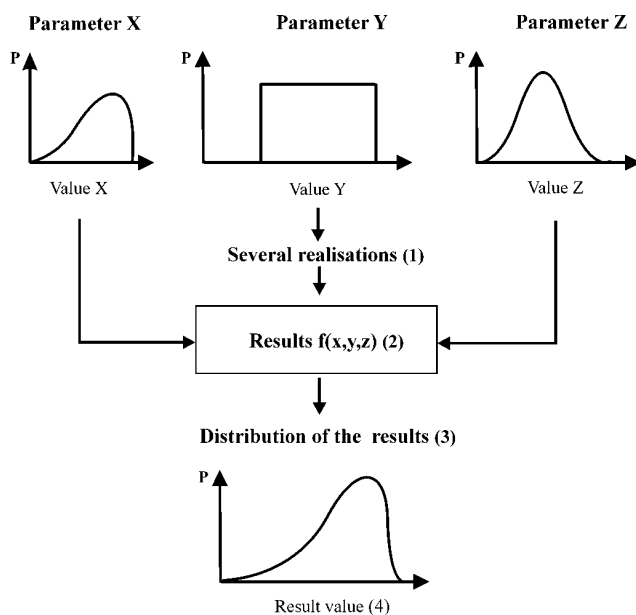 Parameter X
Parameter Y
Parameter Z
P
P
P
Value X
Value Y
Value Z
Several realisations (1)
Results f(x,y,z) (2)
Distribution of the results (3)
P
Result value (4)